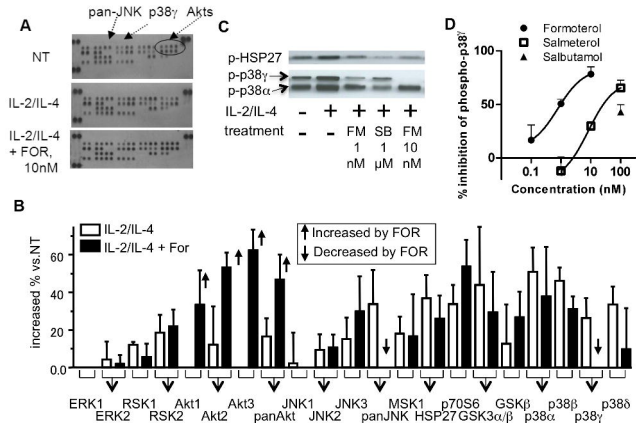 A
pan-JNK p38γ Akts
NT
IL-2/IL-4
IL-2/IL-4
+ FOR,
10nM
C
p-HSP27
p-p38γ
p-p38α
IL-2/IL-4 − + + + +
treatment − − FM SB FM
1 1 10
nM μM nM
D
Formoterol
Salmeterol
Salbutamol
% inhibition of phospho-p38γ
100
50
0
0.1 1 10 100
Concentration (nM)
B
IL-2/IL-4
IL-2/IL-4 + For
Increased by FOR
Decreased by FOR
increased % vs.NT
60
40
20
0.0
ERK1 RSK1 Akt1 Akt3 JNK1 JNK3 MSK1 p70S6 GSKβ p38β p38δ
ERK2 RSK2 Akt2 panAkt JNK2 panJNK HSP27 GSK3α/β p38α p38γ